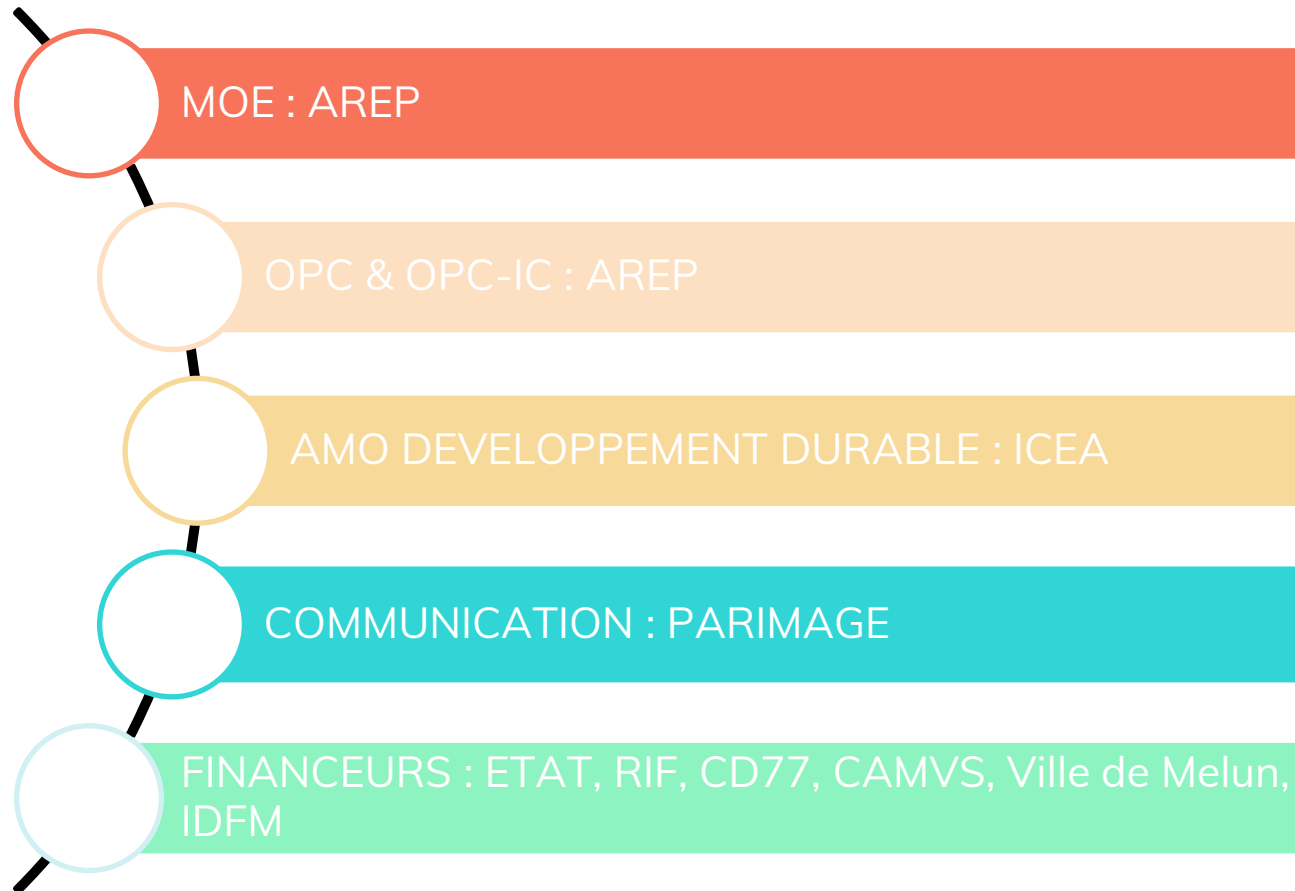 MOE : AREP
OPC & OPC-IC : AREP
AMO DEVELOPPEMENT DURABLE : ICEA
COMMUNICATION : PARIMAGE
FINANCEURS : ETAT, RIF, CD77, CAMVS, Ville de Melun,
IDFM